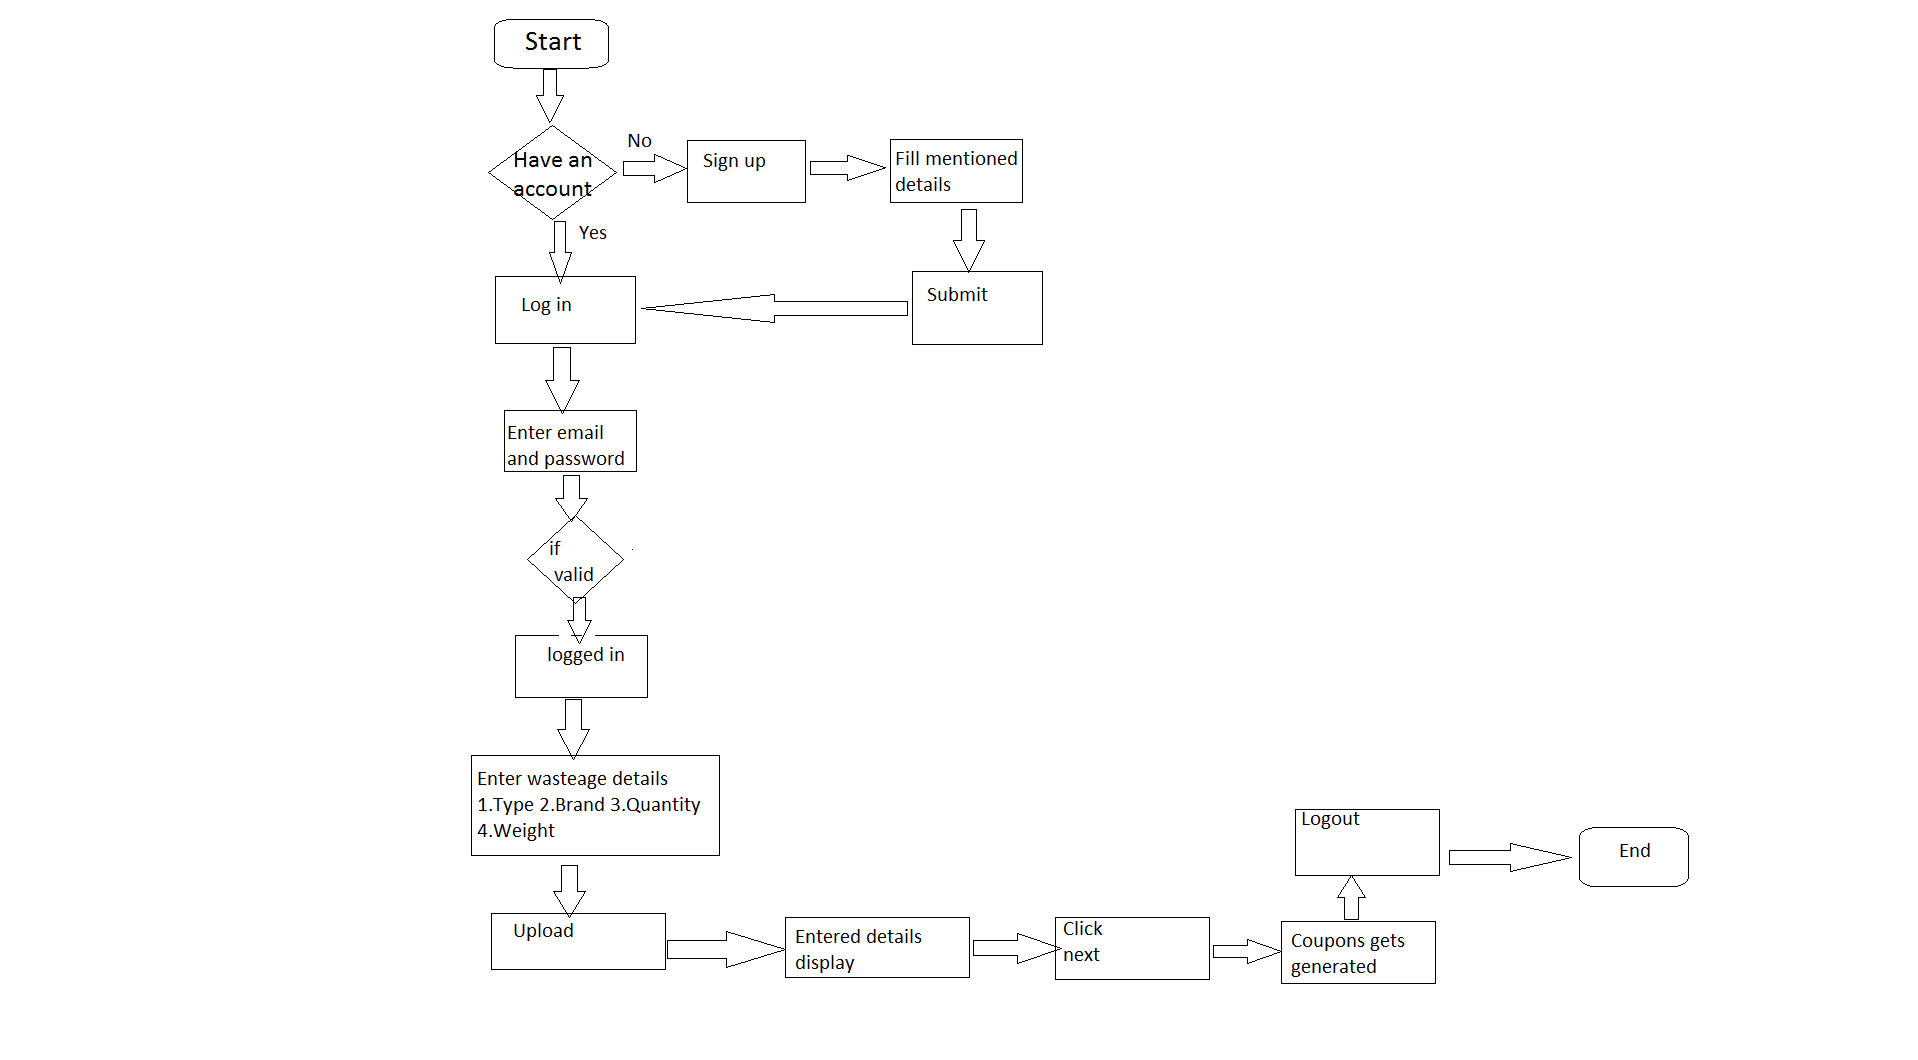 Start
Have an
account
No
Sign up
Fill mentioned
details
Yes
Log in
Submit
Enter email
and password
if
valid
logged in
Enter wasteage details
1.Type 2.Brand 3.Quantity
4.Weight
Upload
Entered details
display
Click
next
Coupons gets
generated
Logout
End